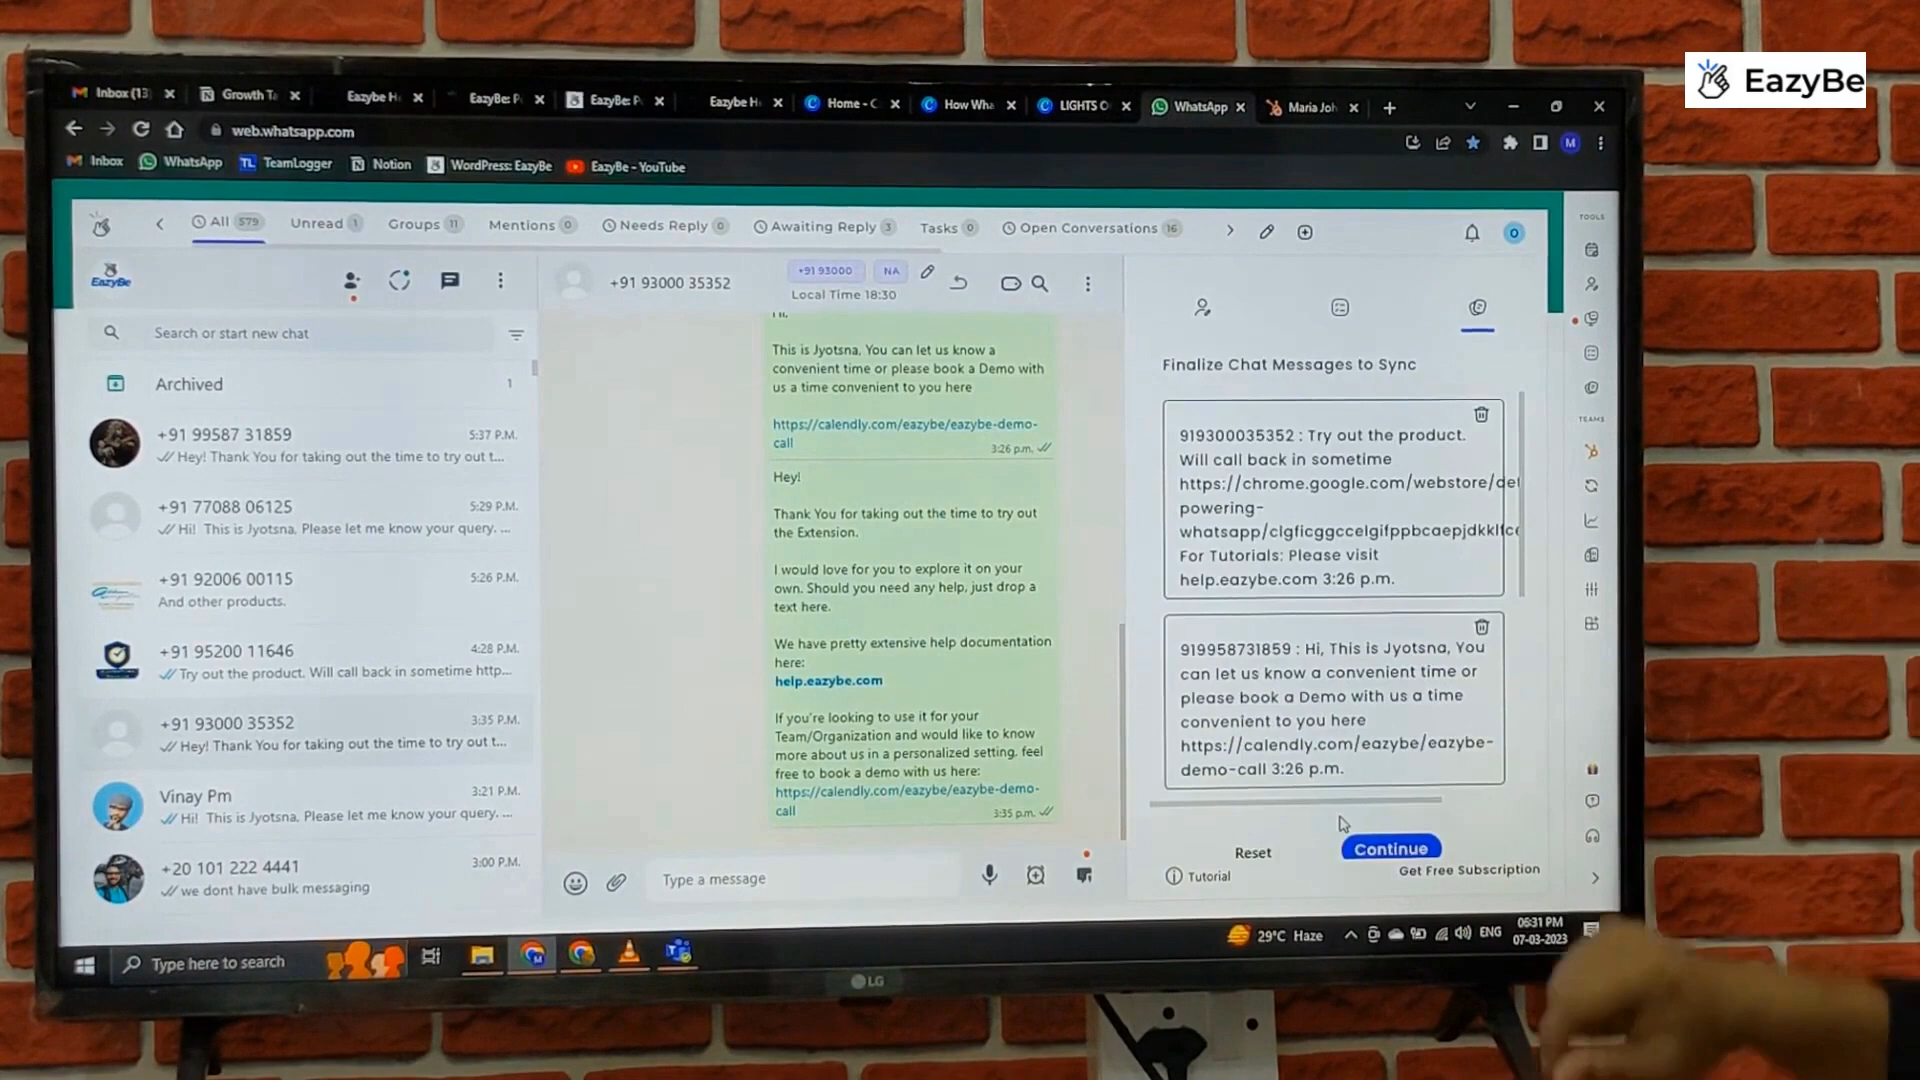 EazyBe
Inbox (13)
Growth T
Eazybe H
EazyBe: P
EazyBe: P
Eazybe H
Home - C
How Wha
LIGHTS O
WhatsApp
Maria Joh
web.whatsapp.com
M
Inbox
WhatsApp
TL
TeamLogger
Notion
WordPress: EazyBe
EazyBe - YouTube
All 579
Unread 1
Groups 11
Mentions 0
Needs Reply 0
Awaiting Reply 3
Tasks 0
Open Conversations 16
O
TOOLS
EazyBe
+91 93000 35352
+91 93000
NA
Local Time 18:30
Search or start new chat
Archived
1
+91 99587 31859
5:37 P.M.
Hey! Thank You for taking out the time to try out t...
+91 77088 06125
5:29 P.M.
Hi! This is Jyotsna. Please let me know your query. ...
+91 92006 00115
5:26 P.M.
And other products.
+91 95200 11646
4:28 P.M.
Try out the product. Will call back in sometime http...
+91 93000 35352
3:35 P.M.
Hey! Thank You for taking out the time to try out t...
Vinay Pm
3:21 P.M.
Hi! This is Jyotsna. Please let me know your query. ...
+20 101 222 4441
3:00 P.M.
we dont have bulk messaging
Hi,
This is Jyotsna, You can let us know a
convenient time or please book a Demo with
us a time convenient to you here
https://calendly.com/eazybe/eazybe-demo-
call
3:26 p.m.
Hey!
Thank You for taking out the time to try out
the Extension.
I would love for you to explore it on your
own. Should you need any help, just drop a
text here.
We have pretty extensive help documentation
here:
help.eazybe.com
If you're looking to use it for your
Team/Organization and would like to know
more about us in a personalized setting, feel
free to book a demo with us here:
https://calendly.com/eazybe/eazybe-demo-
call
3:35 p.m.
Type a message
Finalize Chat Messages to Sync
919300035352 : Try out the product.
Will call back in sometime
https://chrome.google.com/webstore/det
powering-
For Tutorials: Please visit
help.eazybe.com 3:26 p.m.
919958731859 : Hi, This is Jyotsna, You
can let us know a convenient time or
please book a Demo with us a time
convenient to you here
https://calendly.com/eazybe/eazybe-
demo-call 3:26 p.m.
Reset
Continue
Tutorial
Get Free Subscription
TEAMS
Type here to search
29°C Haze
ENG
06:31 PM
07-03-2023
LG